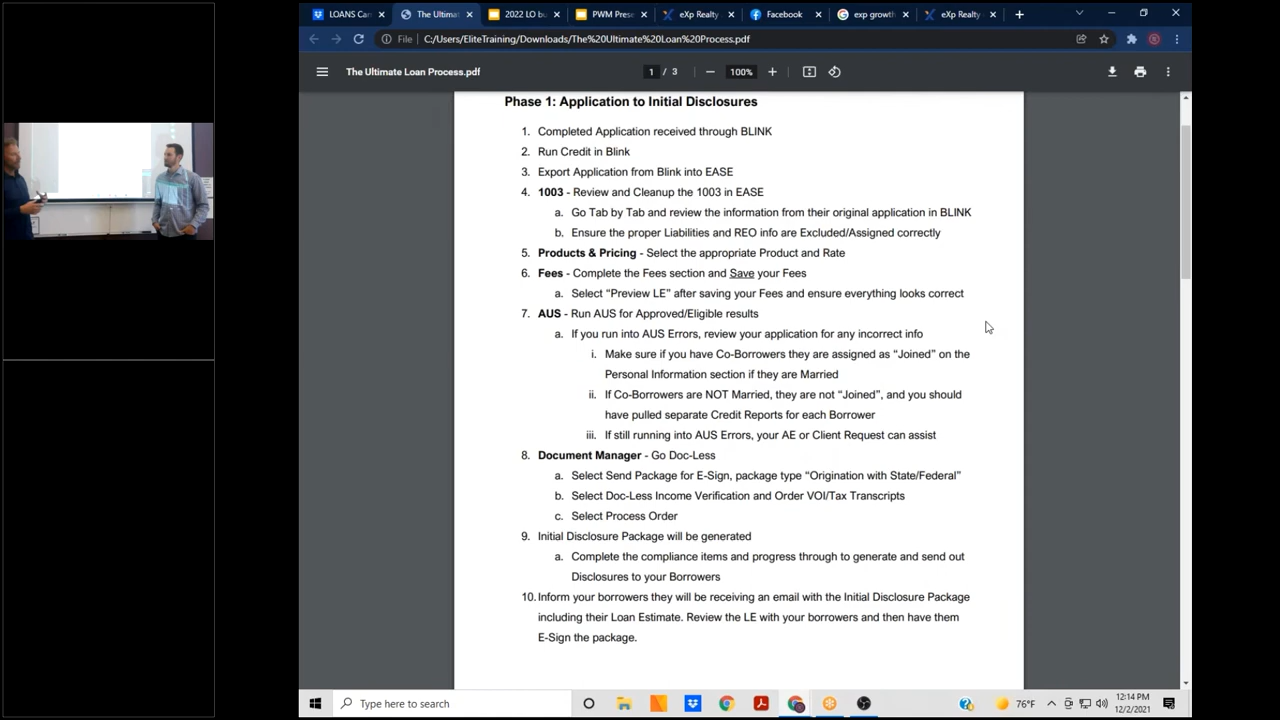 LOANS Can
The Ultimat
2022 LO bu
PWM Prese
eXp Realty
Facebook
exp growth
eXp Realty
File
C:/Users/EliteTraining/Downloads/The%20Ultimate%20Loan%20Process.pdf
The Ultimate Loan Process.pdf
1 / 3
100%
Phase 1: Application to Initial Disclosures
1. Completed Application received through BLINK
2. Run Credit in Blink
3. Export Application from Blink into EASE
4. 1003 - Review and Cleanup the 1003 in EASE
a. Go Tab by Tab and review the information from their original application in BLINK
b. Ensure the proper Liabilities and REO info are Excluded/Assigned correctly
5. Products & Pricing - Select the appropriate Product and Rate
6. Fees - Complete the Fees section and Save your Fees
a. Select “Preview LE” after saving your Fees and ensure everything looks correct
7. AUS - Run AUS for Approved/Eligible results
a. If you run into AUS Errors, review your application for any incorrect info
i. Make sure if you have Co-Borrowers they are assigned as “Joined” on the
Personal Information section if they are Married
ii. If Co-Borrowers are NOT Married, they are not “Joined”, and you should
have pulled separate Credit Reports for each Borrower
iii. If still running into AUS Errors, your AE or Client Request can assist
8. Document Manager - Go Doc-Less
a. Select Send Package for E-Sign, package type “Origination with State/Federal”
b. Select Doc-Less Income Verification and Order VOI/Tax Transcripts
c. Select Process Order
9. Initial Disclosure Package will be generated
a. Complete the compliance items and progress through to generate and send out
Disclosures to your Borrowers
10. Inform your borrowers they will be receiving an email with the Initial Disclosure Package
including their Loan Estimate. Review the LE with your borrowers and then have them
E-Sign the package.
Type here to search
76°F
12:14 PM
12/2/2021